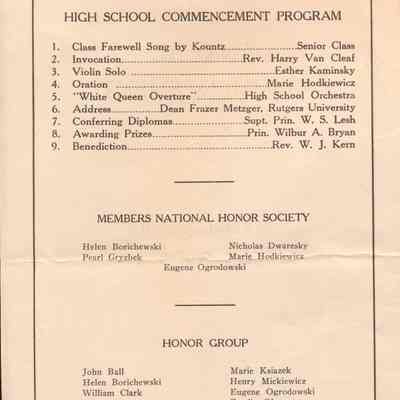 HIGH SCHOOL COMMENCEMENT PROGRAM
1. Class Farewell Song by Kountz Senior Class
2. Invocation Rev. Harry Van Cleaf
3. Violin Solo Esther Kaminsky
4. Oration Marie Hodkiewicz
5. "White Queen Overture" High School Orchestra
6. Address Dean Frazer Metzger, Rutgers University
7. Conferring Diplomas Supt. Prin. W. S. Lesh
8. Awarding Prizes Prin. Wilbur A. Bryan
9. Benediction Rev. W. J. Kern
MEMBERS NATIONAL HONOR SOCIETY
Helen Borichewski Nicholas Dwaresky
Pearl Gryzbek Marie Hodkiewicz
Eugene Ogrodowski
HONOR GROUP
John Ball Marie Ksiazek
Helen Borichewski Henry Mickiewicz
William Clark Eugene Ogrodowski